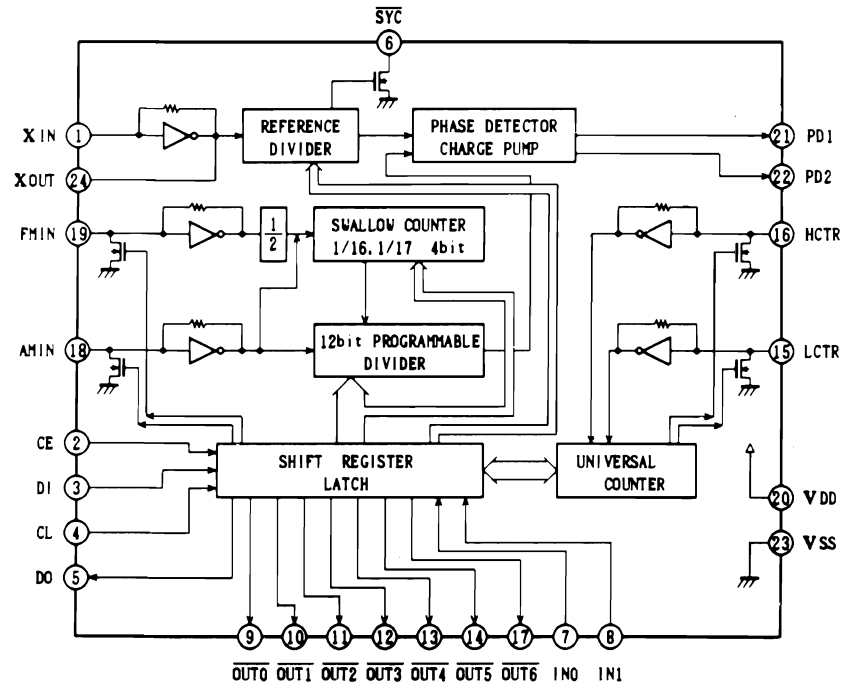 SYC
6
X IN 1
REFERENCE DIVIDER
PHASE DETECTOR
CHARGE PUMP
21 PD1
XOUT 24
22 PD2
FMIN 19
1/2
SWALLOW COUNTER
1/16.1/17 4bit
16 HCTR
AMIN 18
12bit PROGRAMMABLE
DIVIDER
15 LCTR
CE 2
DI 3
CL 4
DO 5
SHIFT REGISTER
LATCH
UNIVERSAL
COUNTER
20 VDD
23 VSS
9 10 11 12 13 14 17 7 8
OUT0 OUT1 OUT2 OUT3 OUT4 OUT5 OUT6 IN0 IN1